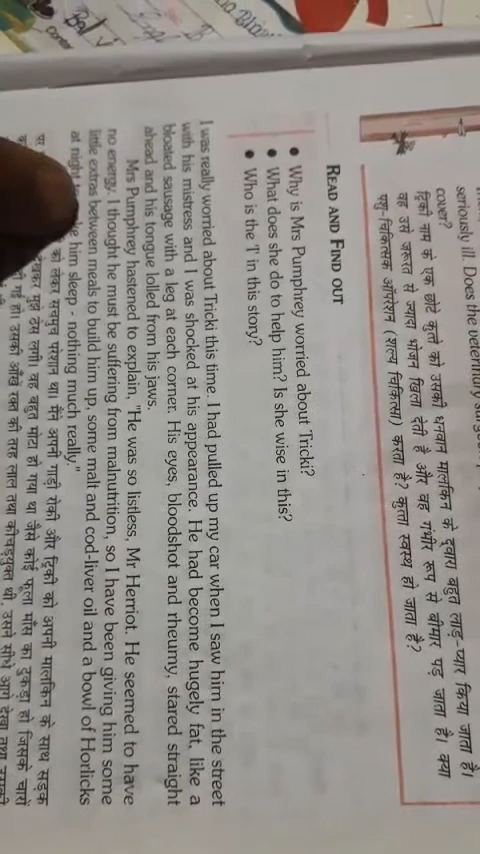 seriously ill. Does the veterinary
cover?
ट्रिकी नाम के एक छोटे कुत्ते को उसकी धनवान मालकिन के द्वारा बहुत लाड़-प्यार किया जाता है।
वह उसे जरूरत से ज्यादा भोजन खिला देती है और वह गंभीर रूप से बीमार पड़ जाता है। क्या
पशु-चिकित्सक ऑपरेशन (शल्य चिकित्सा) करता है? कुत्ता स्वस्थ हो जाता है?
READ AND FIND OUT
• Why is Mrs Pumphrey worried about Tricki?
• What does she do to help him? Is she wise in this?
• Who is the 'I' in this story?
I was really worried about Tricki this time. I had pulled up my car when I saw him in the street
with his mistress and I was shocked at his appearance. He had become hugely fat, like a
bloated sausage with a leg at each corner. His eyes, bloodshot and rheumy, stared straight
ahead and his tongue lolled from his jaws.
Mrs Pumphrey hastened to explain, "He was so listless, Mr Herriot. He seemed to have
no energy. I thought he must be suffering from malnutrition, so I have been giving him some
little extras between meals to build him up, some malt and cod-liver oil and a bowl of Horlicks
at night him sleep - nothing much really."
को लेकर सचमुच परेशान था। मैंने अपनी गाड़ी रोकी और ट्रिकी को अपनी मालकिन के साथ सड़क
पर देखकर मुझे ठेस लगी। वह बहुत मोटा हो गया था जैसे कोई फूला माँस का टुकड़ा हो जिसके चारों
हो गई हो। उसकी आँखें रक्त की तरह लाल तथा कीचड़युक्त थी, उसने सीधे आगे देखा तथा उसकी